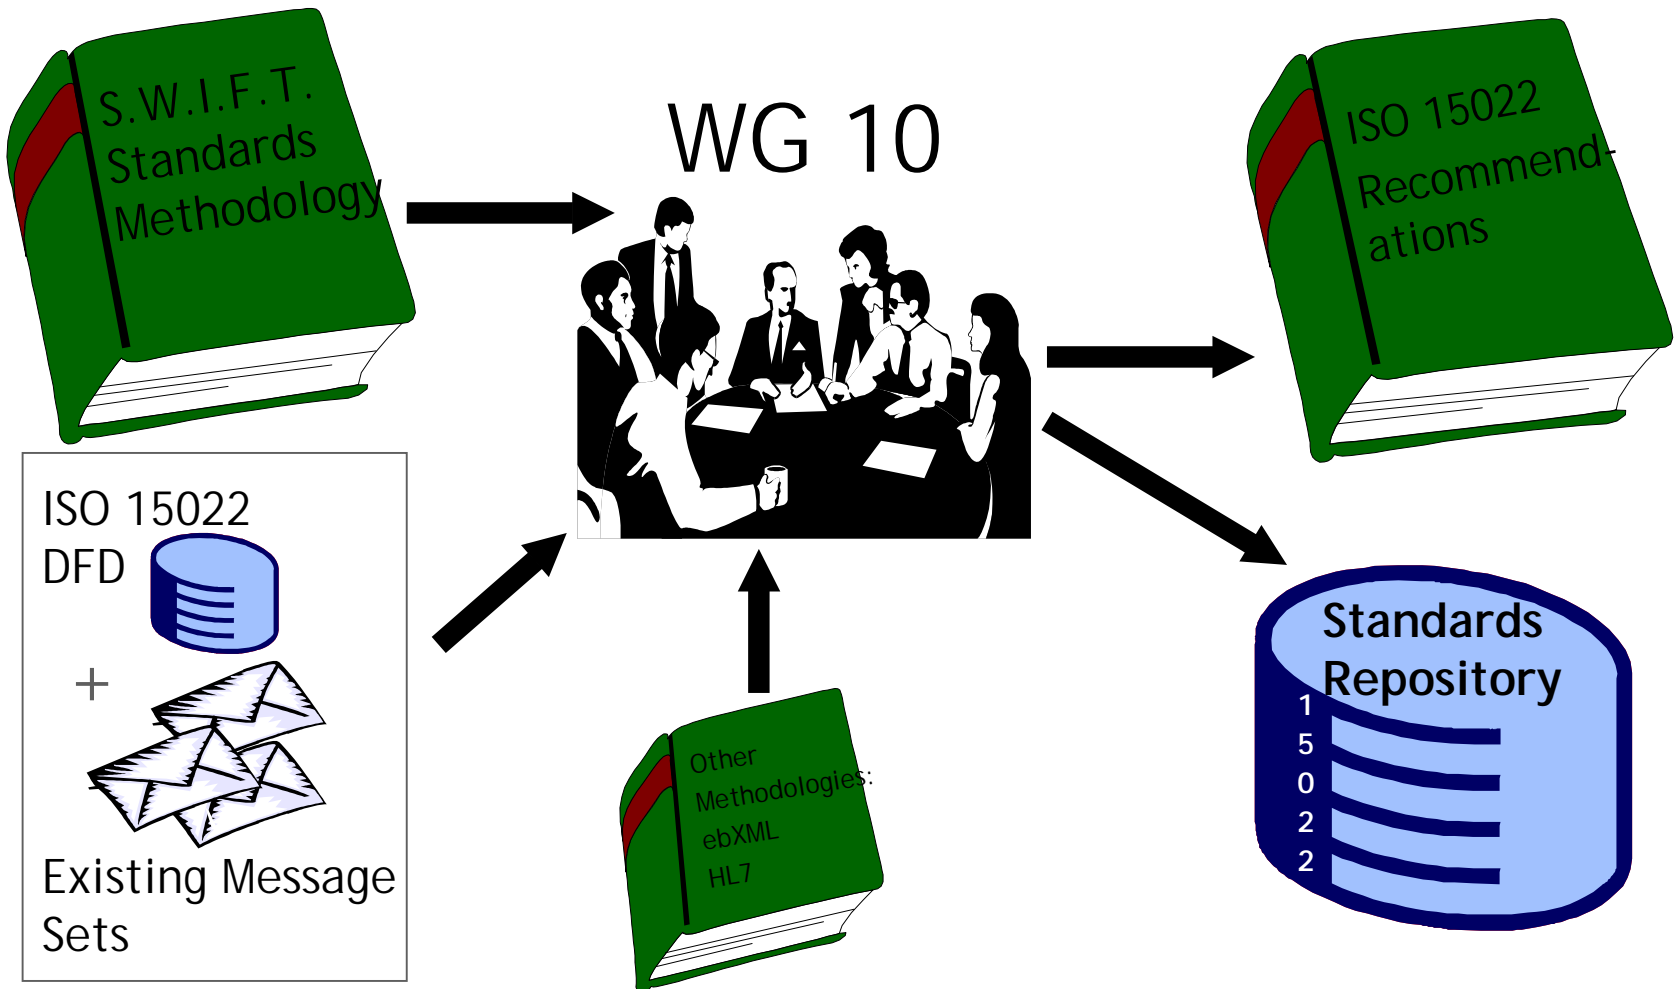 S.W.I.F.T.
Standards
Methodology
WG 10
ISO 15022
Recommend-
ations
ISO 15022
DFD
+
Existing Message
Sets
Other
Methodologies:
ebXML
HL7
Standards
Repository
1
5
0
2
2